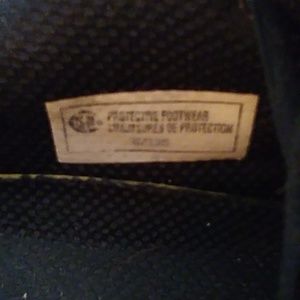 PROTECTIVE FOOTWEAR
CHAUSSURES DE PROTECTION